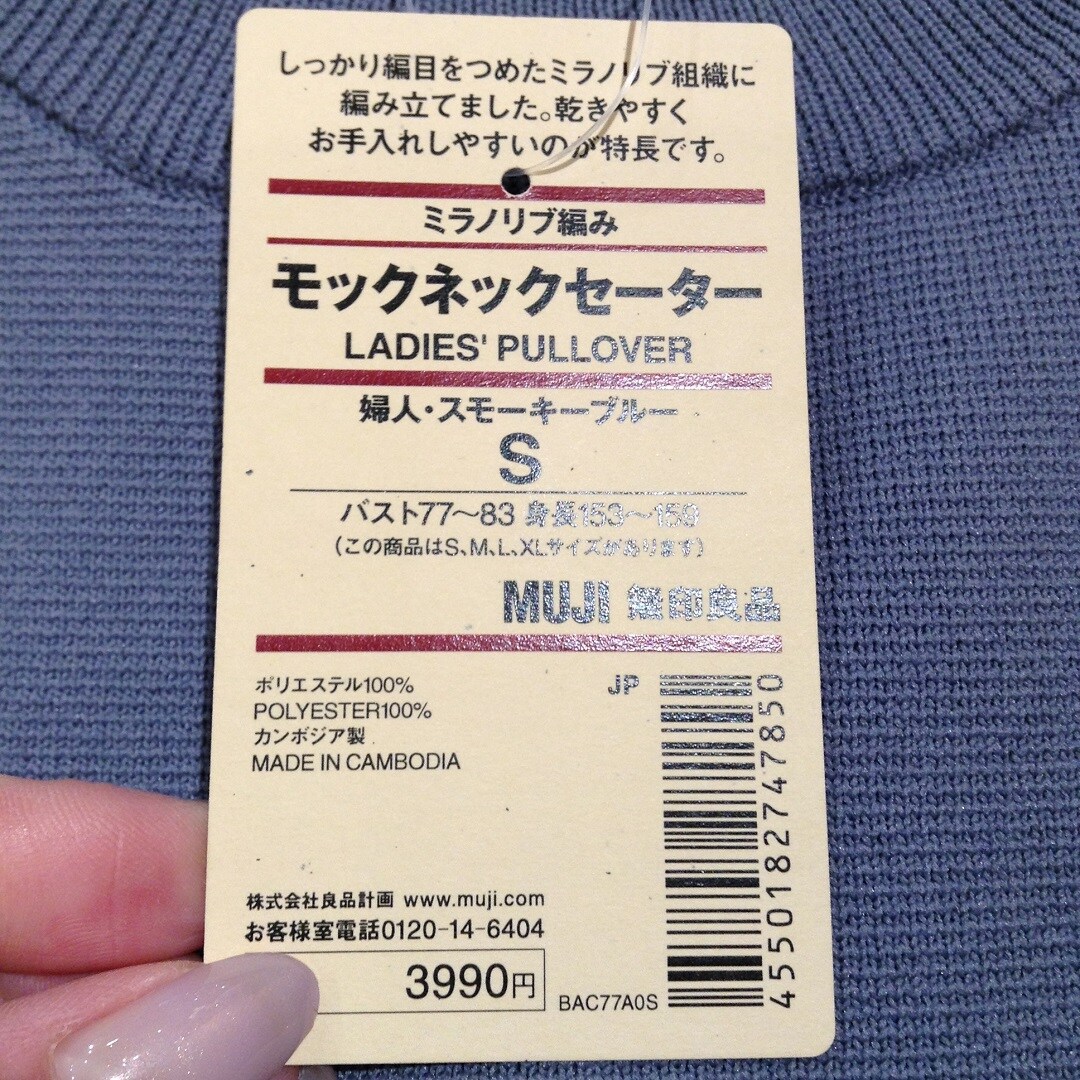 しっかり編目をつめたミラノリブ組織に
編み立てました。乾きやすく
お手入れしやすいのが特長です。
ミラノリブ編み
モックネックセーター
LADIES' PULLOVER
婦人・スモーキーブルー
S
バスト77〜83 身長153〜159
(この商品はS、M、L、XLサイズがあります)
MUJI 無印良品
ポリエステル100%
POLYESTER100%
カンボジア製
MADE IN CAMBODIA
JP
4550182747850
株式会社良品計画 www.muji.com
お客様室電話0120-14-6404
3990円
BAC77A0S